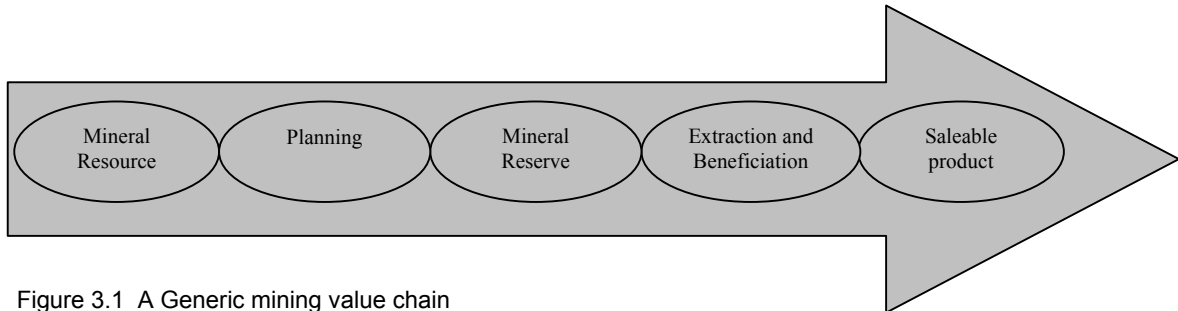 Mineral
Resource
Planning
Mineral
Reserve
Extraction and
Beneficiation
Saleable
product
Figure 3.1 A Generic mining value chain